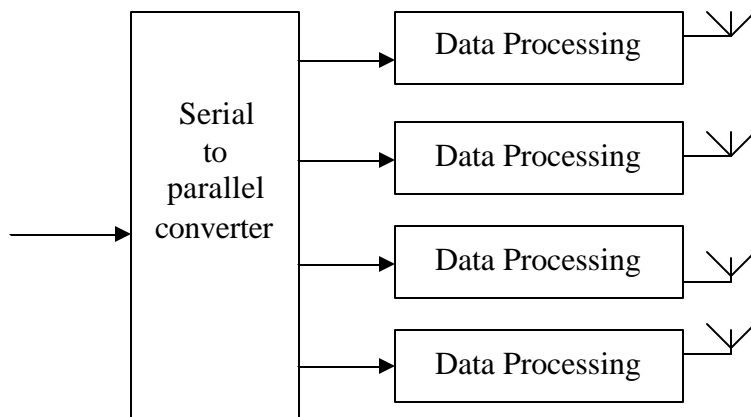 Serial
to
parallel
converter
Data Processing
Data Processing
Data Processing
Data Processing